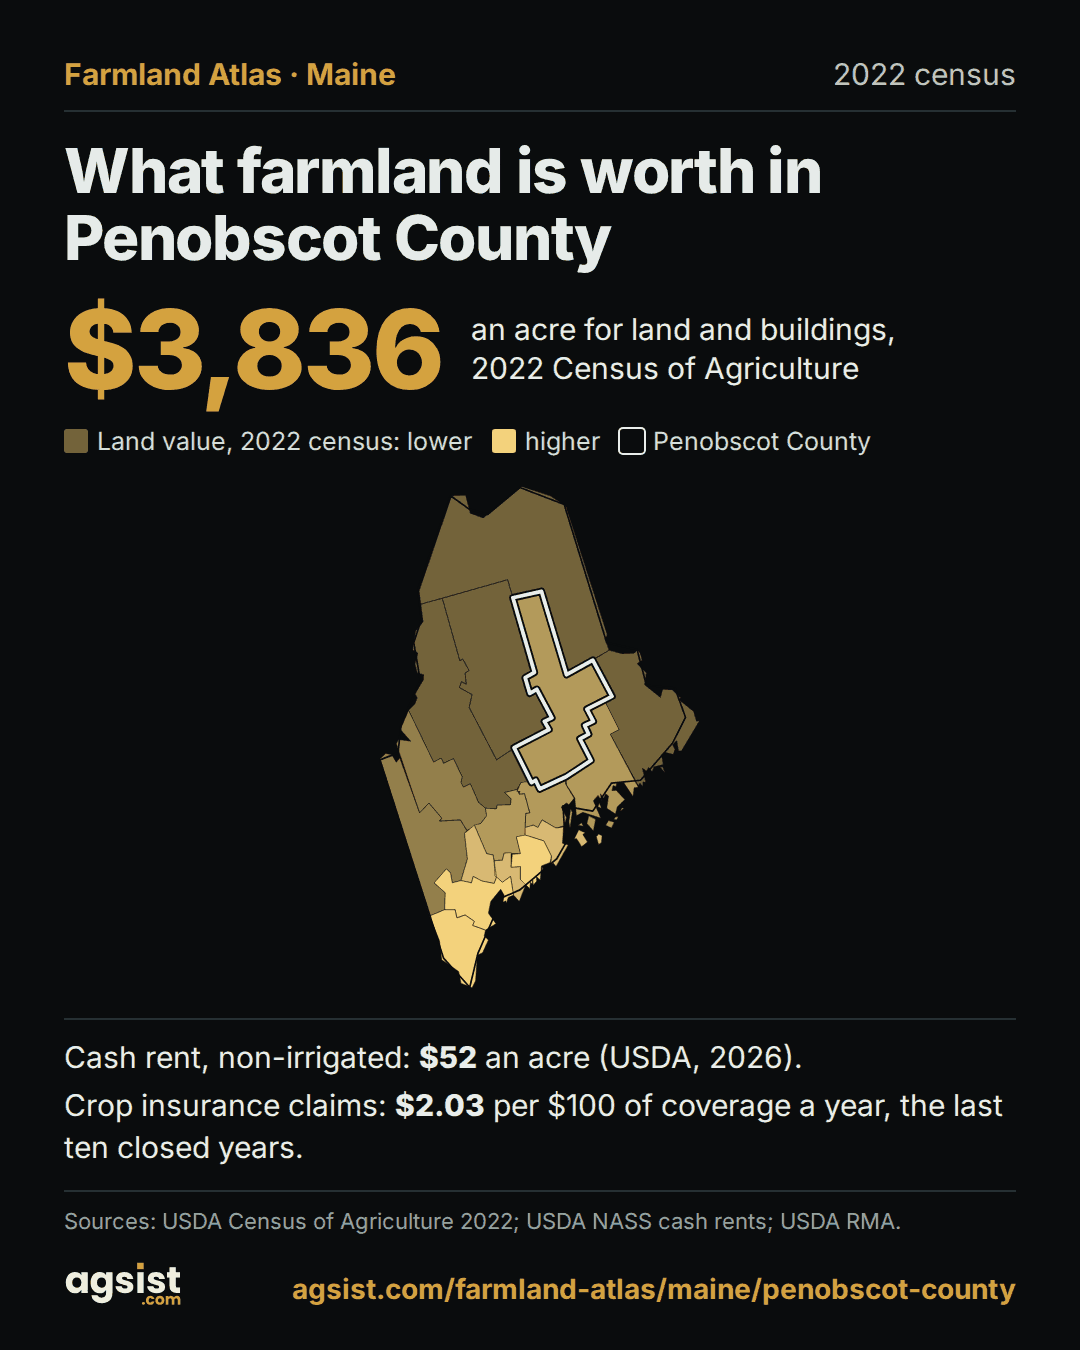 Farmland Atlas · Maine
2022 census
What farmland is worth in
Penobscot County
$3,836
an acre for land and buildings,
2022 Census of Agriculture
Land value, 2022 census: lower
higher
Penobscot County
Cash rent, non-irrigated: $52 an acre (USDA, 2026).
Crop insurance claims: $2.03 per $100 of coverage a year, the last
ten closed years.
Sources: USDA Census of Agriculture 2022; USDA NASS cash rents; USDA RMA.
agsist
.com
agsist.com/farmland-atlas/maine/penobscot-county